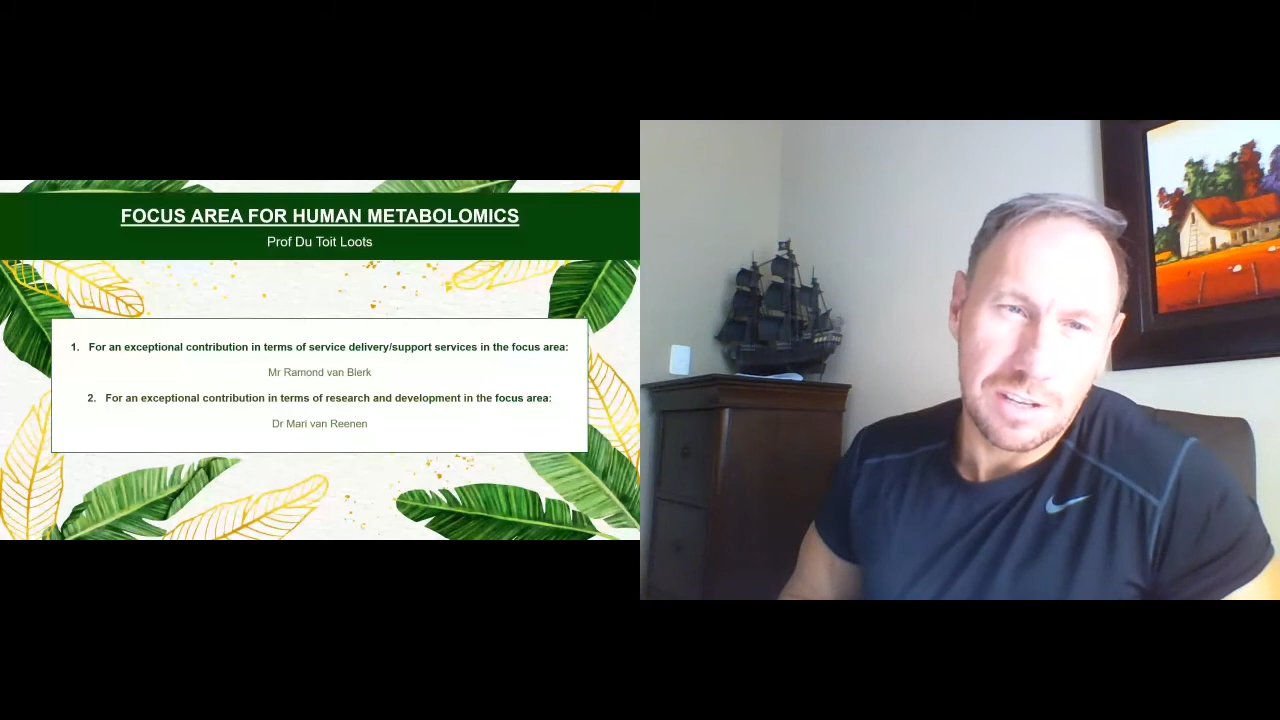 FOCUS AREA FOR HUMAN METABOLOMICS
Prof Du Toit Loots
1. For an exceptional contribution in terms of service delivery/support services in the focus area:
Mr Ramond van Blerk
2. For an exceptional contribution in terms of research and development in the focus area:
Dr Mari van Reenen